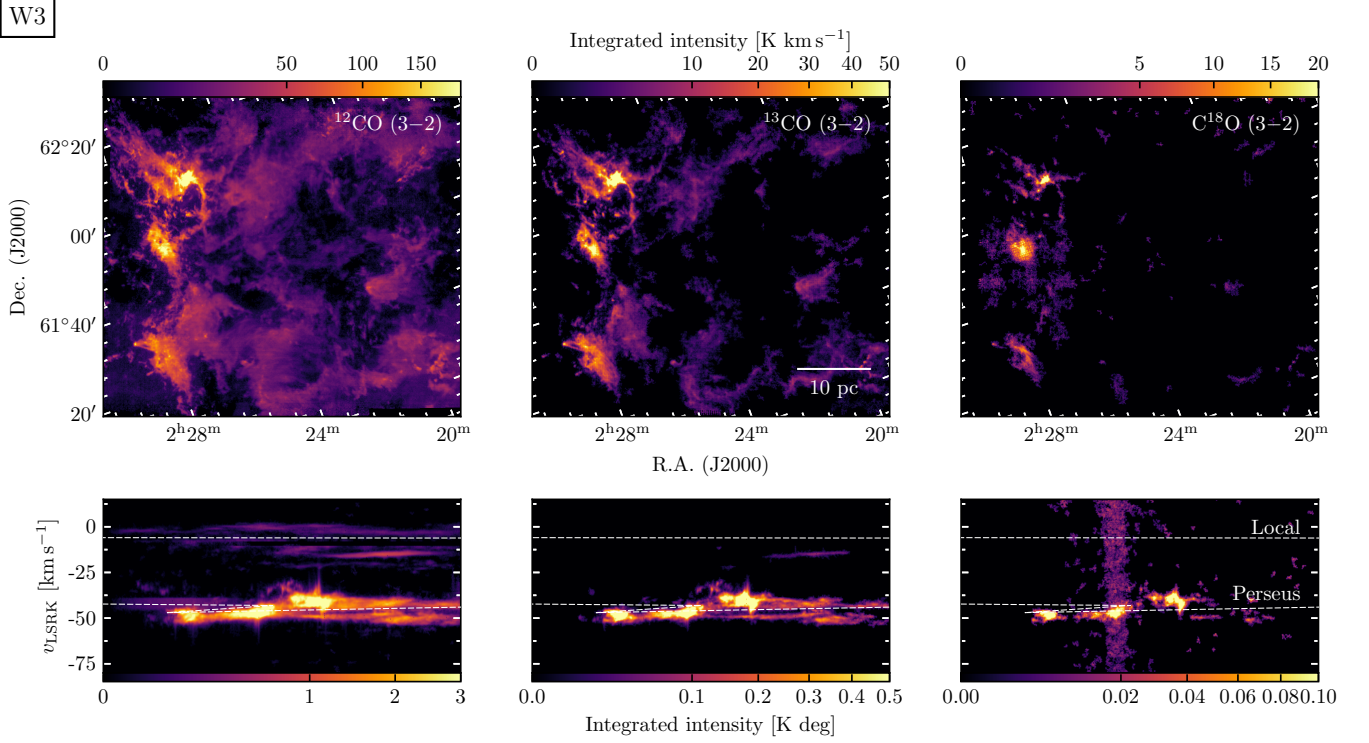 W3
Integrated intensity [K km s⁻¹]
0 50 100 150
0 10 20 30 40 50
0 5 10 15 20
¹²CO (3−2)
¹³CO (3−2)
C¹⁸O (3−2)
Dec. (J2000)
62°20′
00′
61°40′
20′
10 pc
2ʰ28ᵐ 24ᵐ 20ᵐ
2ʰ28ᵐ 24ᵐ 20ᵐ
2ʰ28ᵐ 24ᵐ 20ᵐ
R.A. (J2000)
v_LSRK [km s⁻¹]
0
-25
-50
-75
Local
Perseus
0 1 2 3
0.0 0.1 0.2 0.3 0.4 0.5
0.00 0.02 0.04 0.06 0.08 0.10
Integrated intensity [K deg]